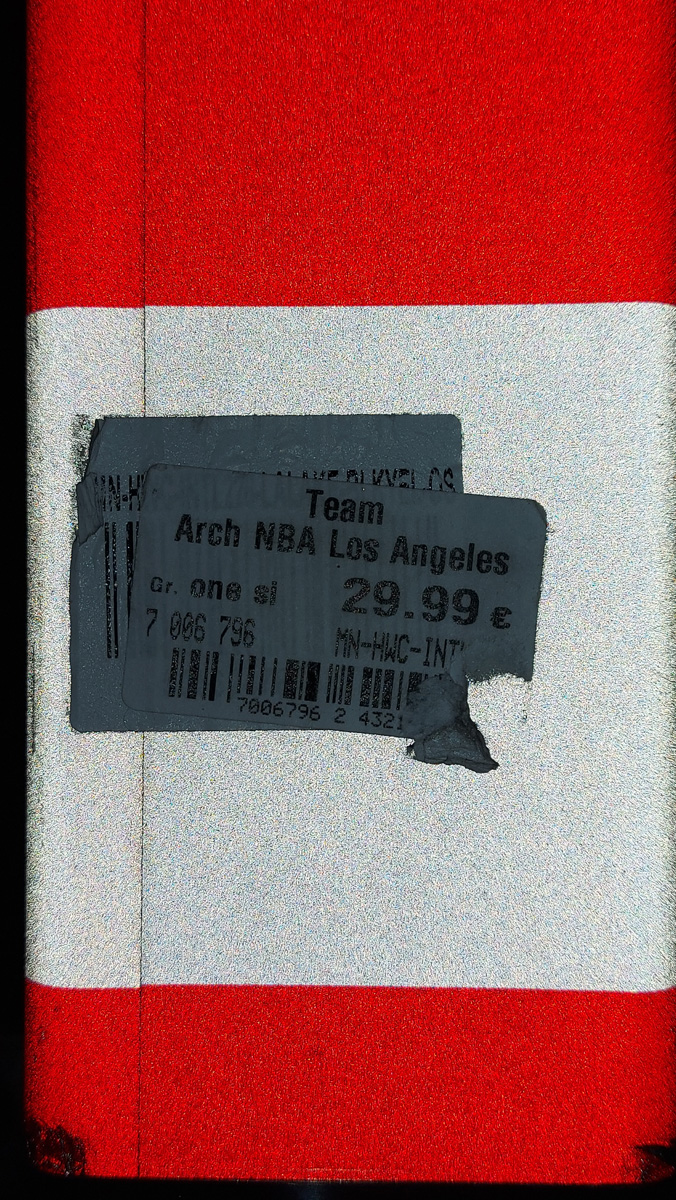 Team
Arch NBA Los Angeles
Gr. one si 29.99 €
7 006 796 MN-HWC-INT
7006796 2 4321